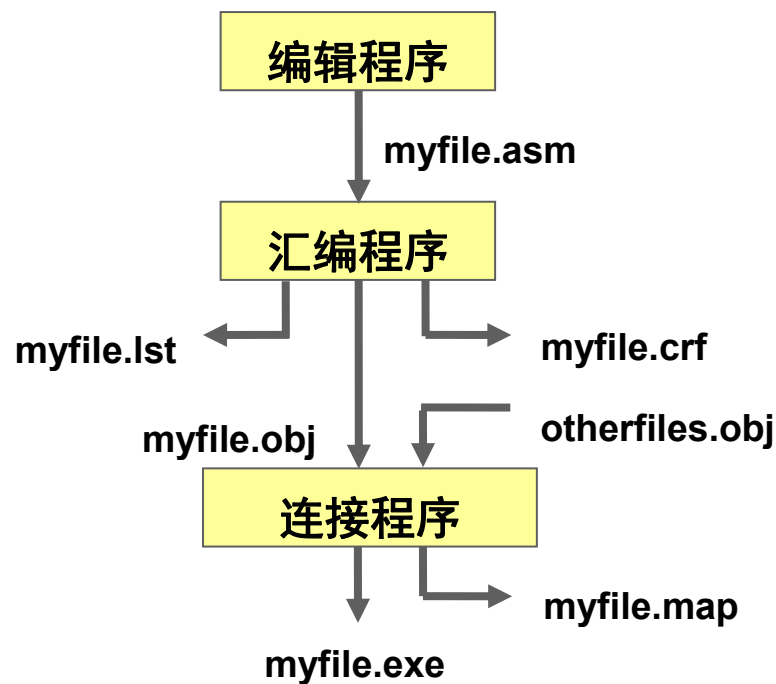 编辑程序
myfile.asm
汇编程序
myfile.lst
myfile.crf
myfile.obj
otherfiles.obj
连接程序
myfile.map
myfile.exe